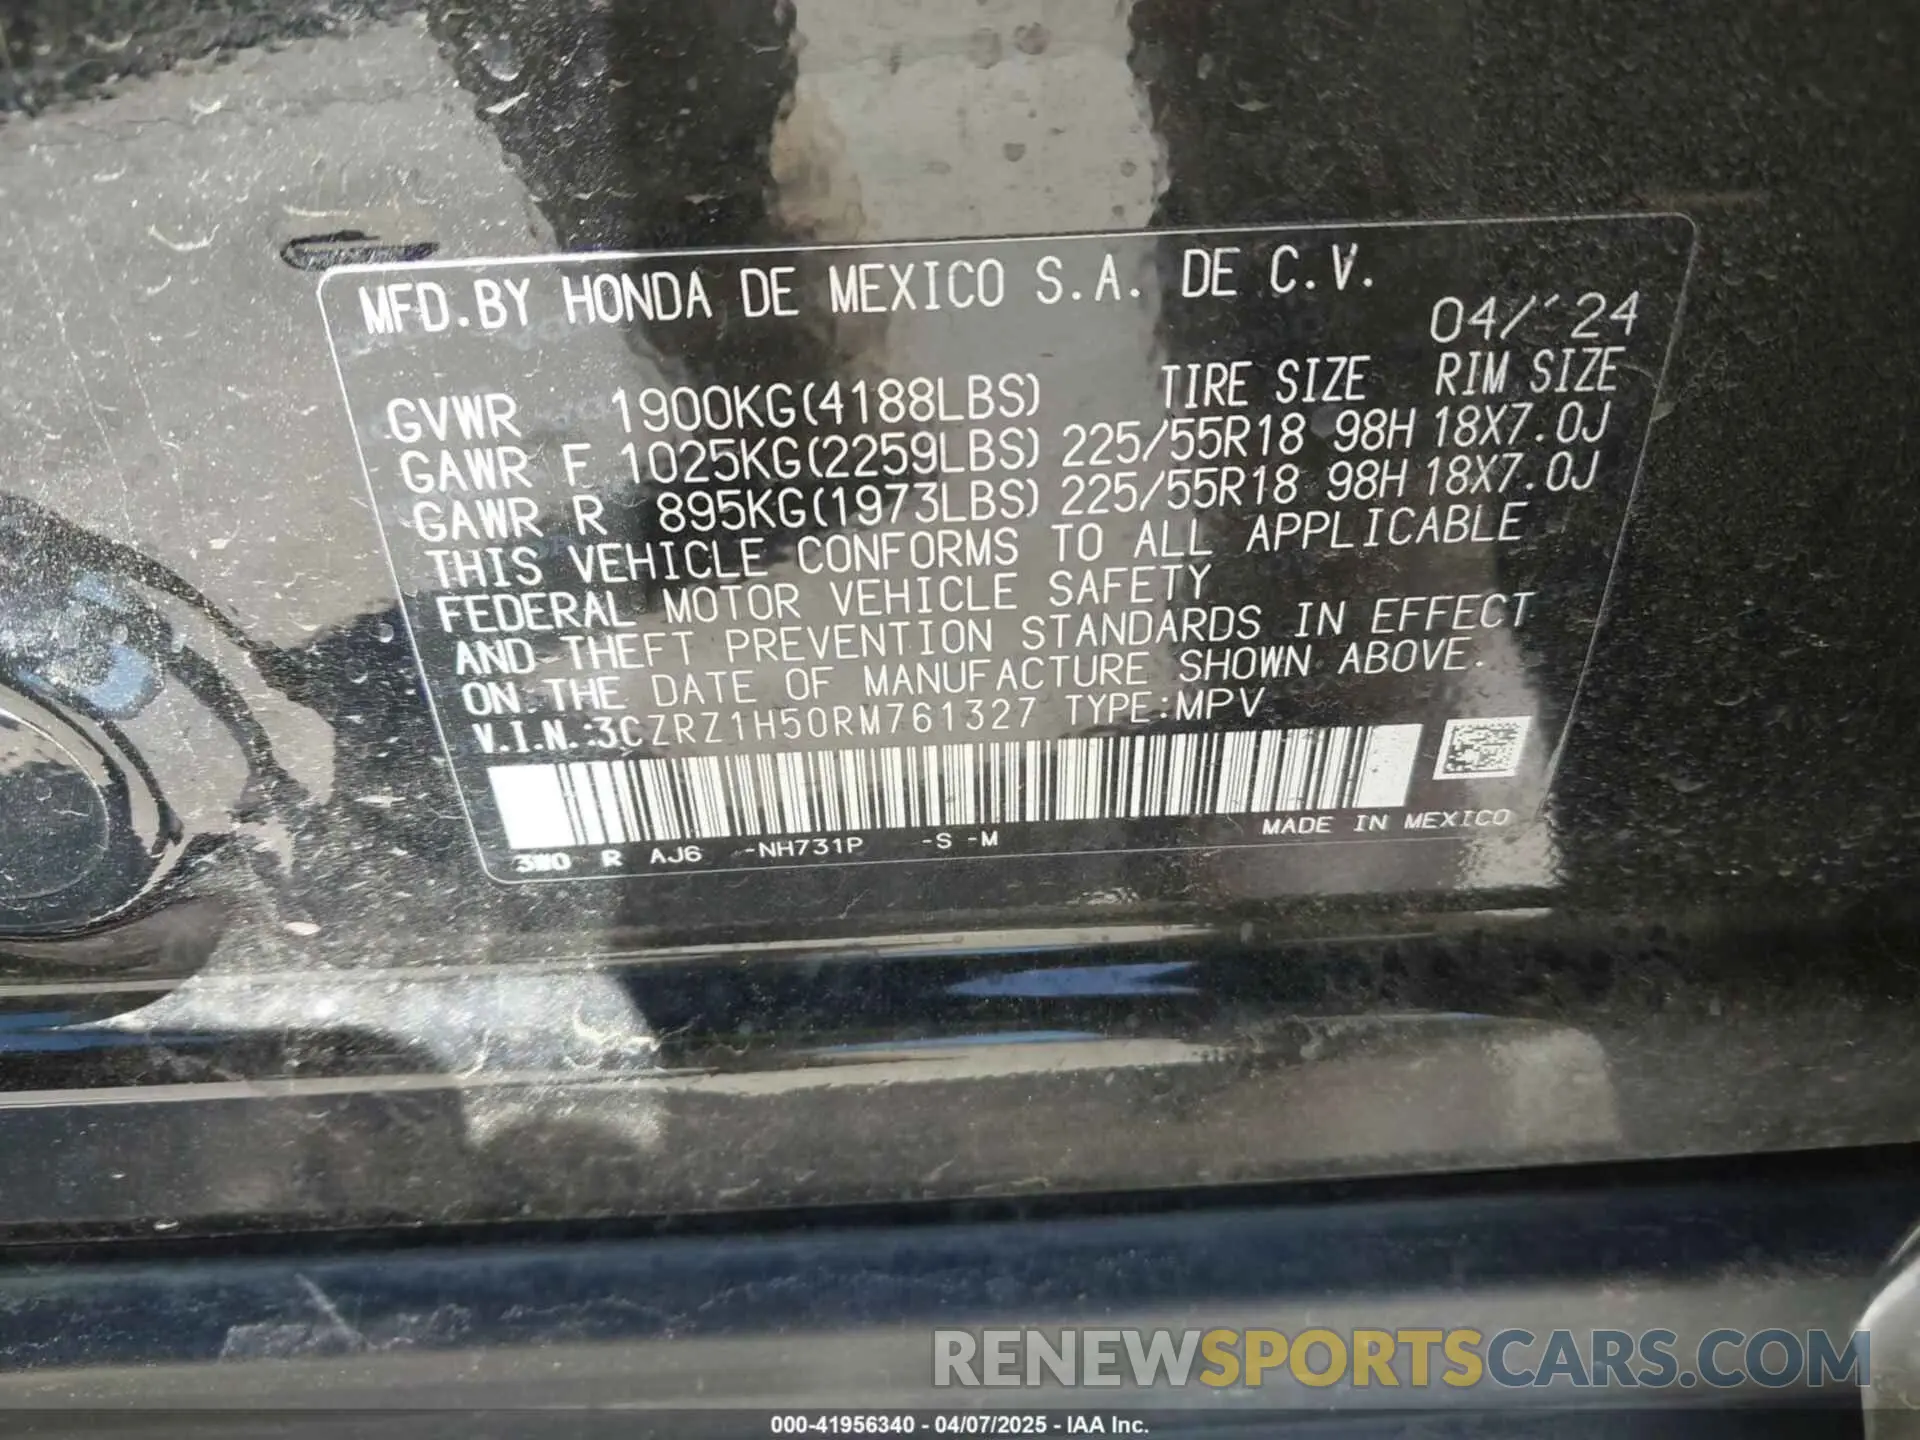 MFD.BY HONDA DE MEXICO S.A. DE C.V.
04/'24
GVWR 1900KG(4188LBS) TIRE SIZE RIM SIZE
GAWR F 1025KG(2259LBS) 225/55R18 98H 18X7.0J
GAWR R 895KG(1973LBS) 225/55R18 98H 18X7.0J
THIS VEHICLE CONFORMS TO ALL APPLICABLE
FEDERAL MOTOR VEHICLE SAFETY
AND THEFT PREVENTION STANDARDS IN EFFECT
ON THE DATE OF MANUFACTURE SHOWN ABOVE.
V.I.N.:3CZRZ1H50RM761327 TYPE:MPV
MADE IN MEXICO
3W0 R AJ6 -NH731P -S -M
RENEWSPORTSCARS.COM
000-41956340 - 04/07/2025 - IAA Inc.